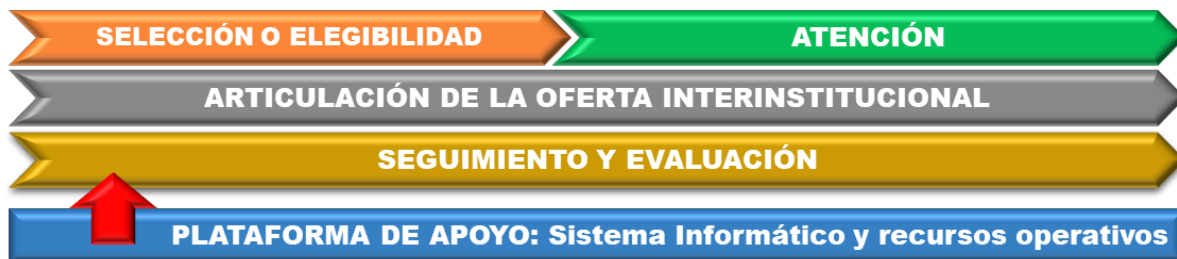 SELECCIÓN O ELEGIBILIDAD
ATENCIÓN
ARTICULACIÓN DE LA OFERTA INTERINSTITUCIONAL
SEGUIMIENTO Y EVALUACIÓN
PLATAFORMA DE APOYO: Sistema Informático y recursos operativos